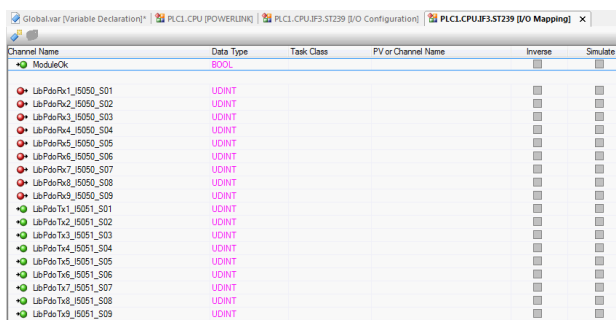 Global.var [Variable Declaration]* PLC1.CPU [POWERLINK] PLC1.CPU.IF3.ST239 [I/O Configuration] PLC1.CPU.IF3.ST239 [I/O Mapping] ×
Channel Name Data Type Task Class PV or Channel Name Inverse Simulate
ModuleOk BOOL
LibPdoRx1_I5050_S01 UDINT
LibPdoRx2_I5050_S02 UDINT
LibPdoRx3_I5050_S03 UDINT
LibPdoRx4_I5050_S04 UDINT
LibPdoRx5_I5050_S05 UDINT
LibPdoRx6_I5050_S06 UDINT
LibPdoRx7_I5050_S07 UDINT
LibPdoRx8_I5050_S08 UDINT
LibPdoRx9_I5050_S09 UDINT
LibPdoTx1_I5051_S01 UDINT
LibPdoTx2_I5051_S02 UDINT
LibPdoTx3_I5051_S03 UDINT
LibPdoTx4_I5051_S04 UDINT
LibPdoTx5_I5051_S05 UDINT
LibPdoTx6_I5051_S06 UDINT
LibPdoTx7_I5051_S07 UDINT
LibPdoTx8_I5051_S08 UDINT
LibPdoTx9_I5051_S09 UDINT